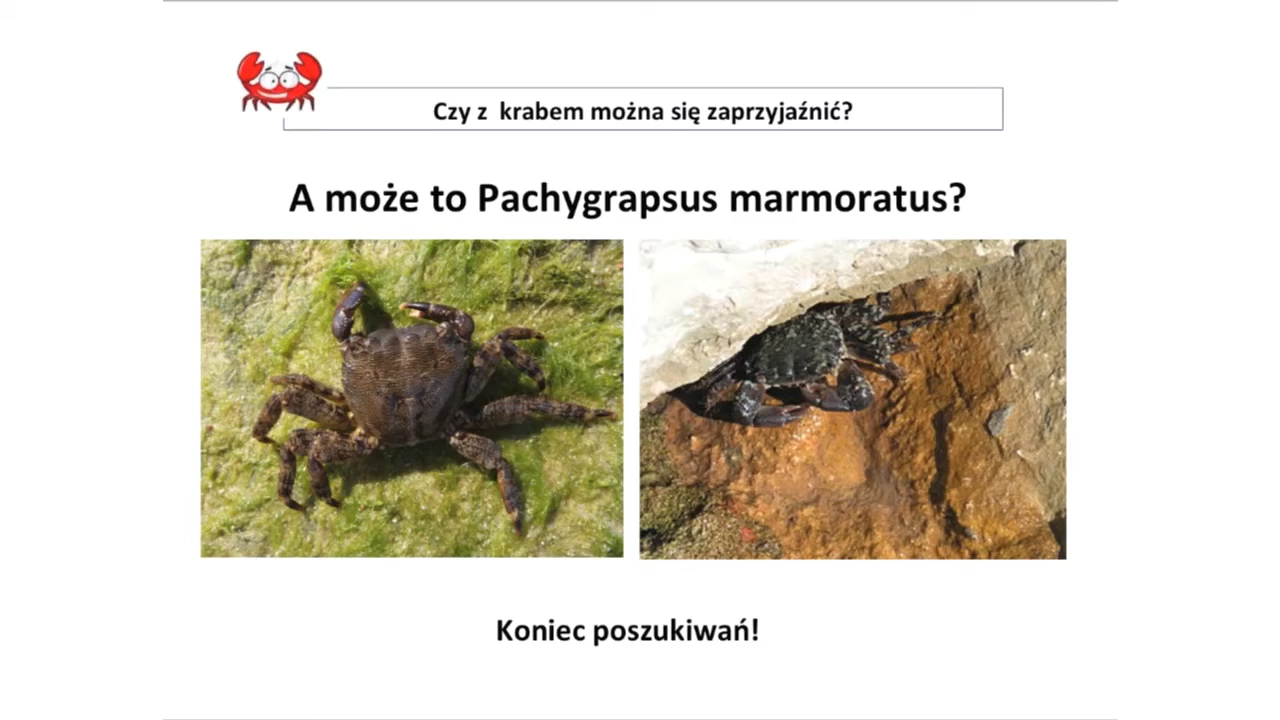 Czy z krabem można się zaprzyjaźnić?
A może to Pachygrapsus marmoratus?
Koniec poszukiwań!